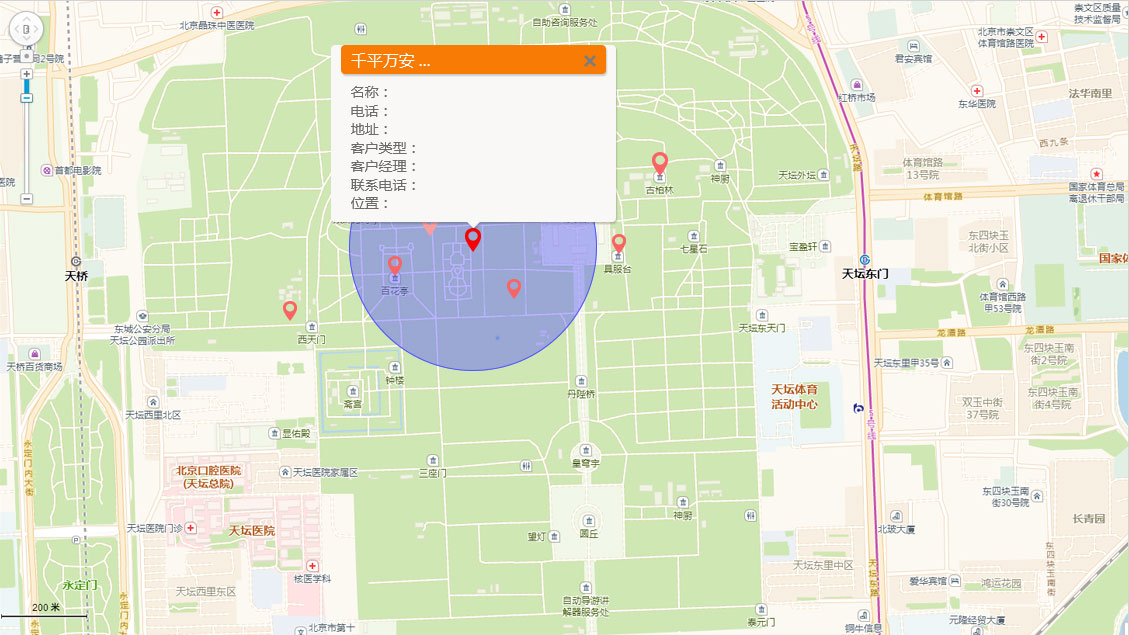 崇文区质量
技术监督局
北京鼎珠中医医院
自助咨询服务处
北京市崇文区
体育馆路医院
君安宾馆
千平万安 ...
名称：
电话：
地址：
客户类型：
客户经理：
联系电话：
位置：
红桥市场
东华医院
法华南里
天坛路
西九条
首都电影院
医院
古柏林
神厨
天坛外坛
体育馆路
13号院
国家体育总局
离退休干部局
体育馆路
七星石
宝盈轩
东四块玉
北街小区
具服台
天桥
天坛东门
国家体
百花亭
体育馆西路
甲53号院
东城公安分局
天坛公园派出所
西天门
天坛东天门
龙潭路
龙潭路
天桥百货商场
天坛东里甲35号
东四块玉南
街2号院
钟楼
丹陛桥
天坛体育
活动中心
斋宫
双玉中街
37号院
东四块玉南
街4号院
天坛西里北区
5号线
显佑殿
永定门内大街
皇穹宇
北京口腔医院
(天坛总院)
天坛医院家属区
三座门
东四块玉南
街30号院
神厨
天坛医院门诊
天坛医院
望灯
圜丘
北玻大厦
长青园
核医学科
天坛东里中区
天坛东路
东四块玉南街
永定门
天坛西里东区
爱华宾馆
鸿运花园
200 米
自动导游讲
解器服务处
泰元门
元隆经贸大厦
铜牛信息
北京市第十